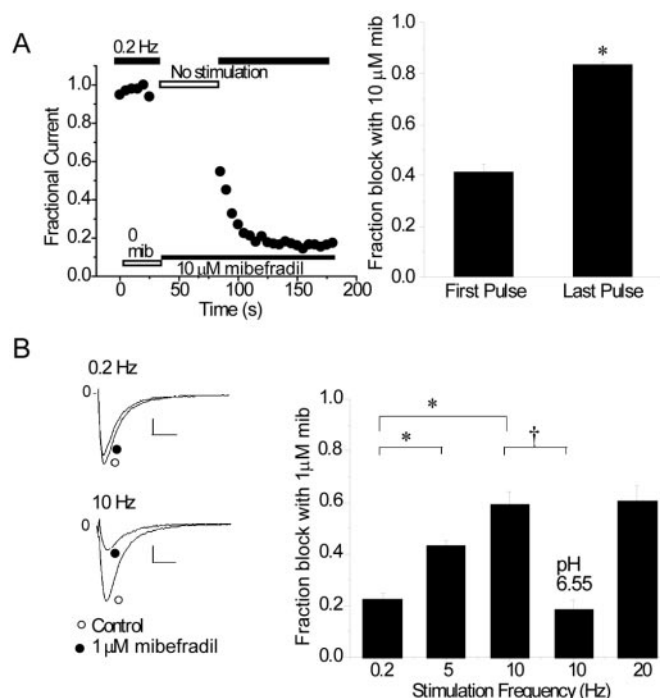 A
0.2 Hz
No stimulation
1.0
0.8
0.6
0.4
0.2
0.0
Fractional Current
0
mib
10 μM mibefradil
0 50 100 150 200
Time (s)
Fraction block with 10 μM mib
1.0
0.8
0.6
0.4
0.2
0.0
*
First Pulse Last Pulse
B
0.2 Hz
0
10 Hz
0
Control
1 μM mibefradil
Fraction block with 1μM mib
1.0
0.8
0.6
0.4
0.2
0.0
*
*
†
pH
6.55
0.2 5 10 10 20
Stimulation Frequency (Hz)